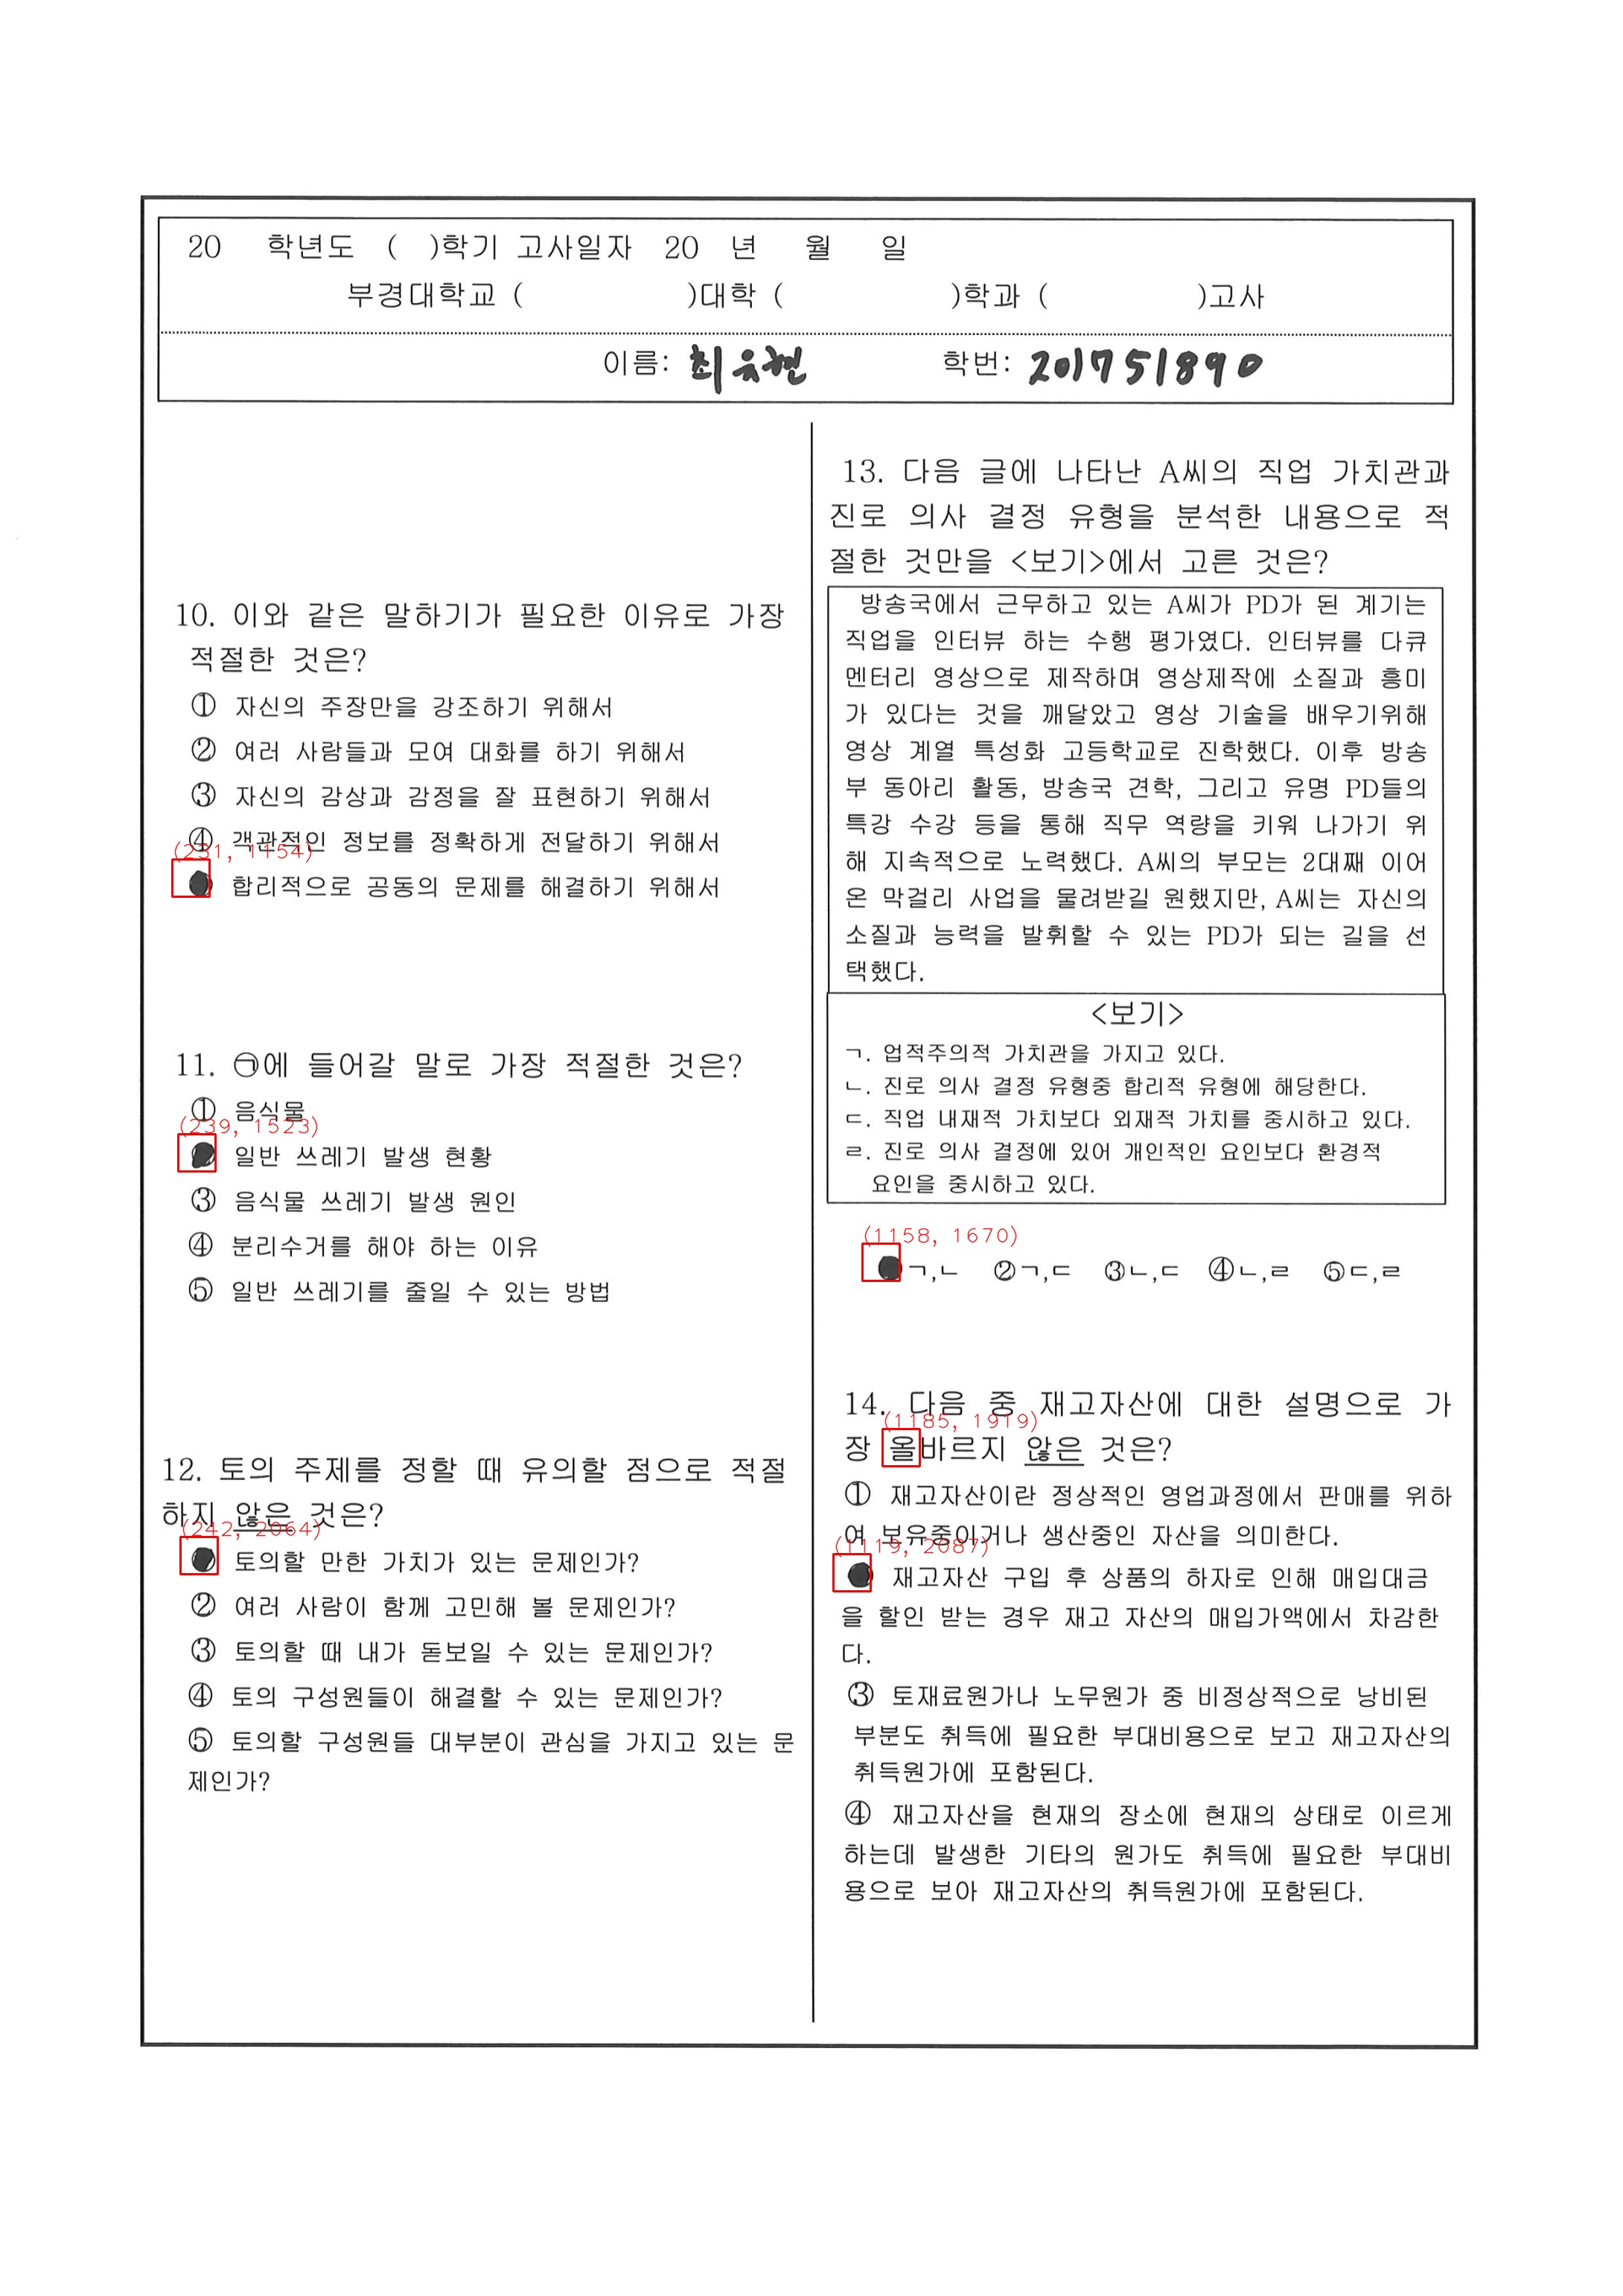 20 학년도 ( )학기 고사일자 20 년 월 일
부경대학교 ( )대학 ( )학과 ( )고사
이름: 최유현 학번: 201751890
10. 이와 같은 말하기가 필요한 이유로 가장
적절한 것은?
① 자신의 주장만을 강조하기 위해서
② 여러 사람들과 모여 대화를 하기 위해서
③ 자신의 감상과 감정을 잘 표현하기 위해서
④ 객관적인 정보를 정확하게 전달하기 위해서
(231, 1154)
합리적으로 공동의 문제를 해결하기 위해서
11. ㉠에 들어갈 말로 가장 적절한 것은?
① 음식물
(239, 1523)
일반 쓰레기 발생 현황
③ 음식물 쓰레기 발생 원인
④ 분리수거를 해야 하는 이유
⑤ 일반 쓰레기를 줄일 수 있는 방법
12. 토의 주제를 정할 때 유의할 점으로 적절
하지 않은 것은?
(242, 2064)
토의할 만한 가치가 있는 문제인가?
② 여러 사람이 함께 고민해 볼 문제인가?
③ 토의할 때 내가 돋보일 수 있는 문제인가?
④ 토의 구성원들이 해결할 수 있는 문제인가?
⑤ 토의할 구성원들 대부분이 관심을 가지고 있는 문
제인가?
13. 다음 글에 나타난 A씨의 직업 가치관과
진로 의사 결정 유형을 분석한 내용으로 적
절한 것만을 <보기>에서 고른 것은?
방송국에서 근무하고 있는 A씨가 PD가 된 계기는
직업을 인터뷰 하는 수행 평가였다. 인터뷰를 다큐
멘터리 영상으로 제작하며 영상제작에 소질과 흥미
가 있다는 것을 깨달았고 영상 기술을 배우기위해
영상 계열 특성화 고등학교로 진학했다. 이후 방송
부 동아리 활동, 방송국 견학, 그리고 유명 PD들의
특강 수강 등을 통해 직무 역량을 키워 나가기 위
해 지속적으로 노력했다. A씨의 부모는 2대째 이어
온 막걸리 사업을 물려받길 원했지만, A씨는 자신의
소질과 능력을 발휘할 수 있는 PD가 되는 길을 선
택했다.
<보기>
ㄱ. 업적주의적 가치관을 가지고 있다.
ㄴ. 진로 의사 결정 유형중 합리적 유형에 해당한다.
ㄷ. 직업 내재적 가치보다 외재적 가치를 중시하고 있다.
ㄹ. 진로 의사 결정에 있어 개인적인 요인보다 환경적
요인을 중시하고 있다.
(1158, 1670)
ㄱ,ㄴ ②ㄱ,ㄷ ③ㄴ,ㄷ ④ㄴ,ㄹ ⑤ㄷ,ㄹ
14. 다음 중 재고자산에 대한 설명으로 가
(1185, 1919)
장 올바르지 않은 것은?
① 재고자산이란 정상적인 영업과정에서 판매를 위하
여 보유중이거나 생산중인 자산을 의미한다.
(1119, 2087)
재고자산 구입 후 상품의 하자로 인해 매입대금
을 할인 받는 경우 재고 자산의 매입가액에서 차감한
다.
③ 토재료원가나 노무원가 중 비정상적으로 낭비된
부분도 취득에 필요한 부대비용으로 보고 재고자산의
취득원가에 포함된다.
④ 재고자산을 현재의 장소에 현재의 상태로 이르게
하는데 발생한 기타의 원가도 취득에 필요한 부대비
용으로 보아 재고자산의 취득원가에 포함된다.